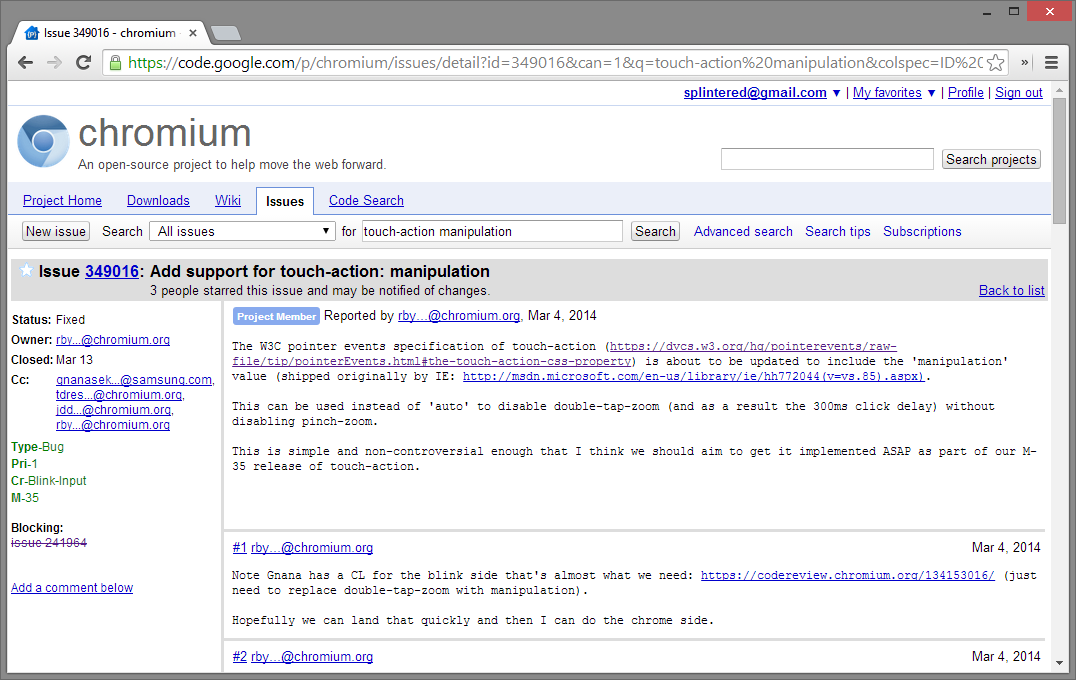 Issue 349016 - chromium
https://code.google.com/p/chromium/issues/detail?id=349016&can=1&q=touch-action%20manipulation&colspec=ID%20
splintered@gmail.com ▼ | My favorites ▼ | Profile | Sign out
chromium
An open-source project to help move the web forward.
Search projects
Project Home Downloads Wiki Issues Code Search
New issue Search All issues for touch-action manipulation Search Advanced search Search tips Subscriptions
Issue 349016: Add support for touch-action: manipulation
3 people starred this issue and may be notified of changes. Back to list
Status: Fixed
Owner: rby...@chromium.org
Closed: Mar 13
Cc: gnanasek...@samsung.com,
tdres...@chromium.org,
jdd...@chromium.org,
rby...@chromium.org
Type-Bug
Pri-1
Cr-Blink-Input
M-35
Blocking:
issue 241964
Add a comment below
Project Member Reported by rby...@chromium.org, Mar 4, 2014
The W3C pointer events specification of touch-action (https://dvcs.w3.org/hg/pointerevents/raw-
file/tip/pointerEvents.html#the-touch-action-css-property) is about to be updated to include the 'manipulation'
value (shipped originally by IE: http://msdn.microsoft.com/en-us/library/ie/hh772044(v=vs.85).aspx).
This can be used instead of 'auto' to disable double-tap-zoom (and as a result the 300ms click delay) without
disabling pinch-zoom.
This is simple and non-controversial enough that I think we should aim to get it implemented ASAP as part of our M-
35 release of touch-action.
#1 rby...@chromium.org Mar 4, 2014
Note Gnana has a CL for the blink side that's almost what we need: https://codereview.chromium.org/134153016/ (just
need to replace double-tap-zoom with manipulation).
Hopefully we can land that quickly and then I can do the chrome side.
#2 rby...@chromium.org Mar 4, 2014